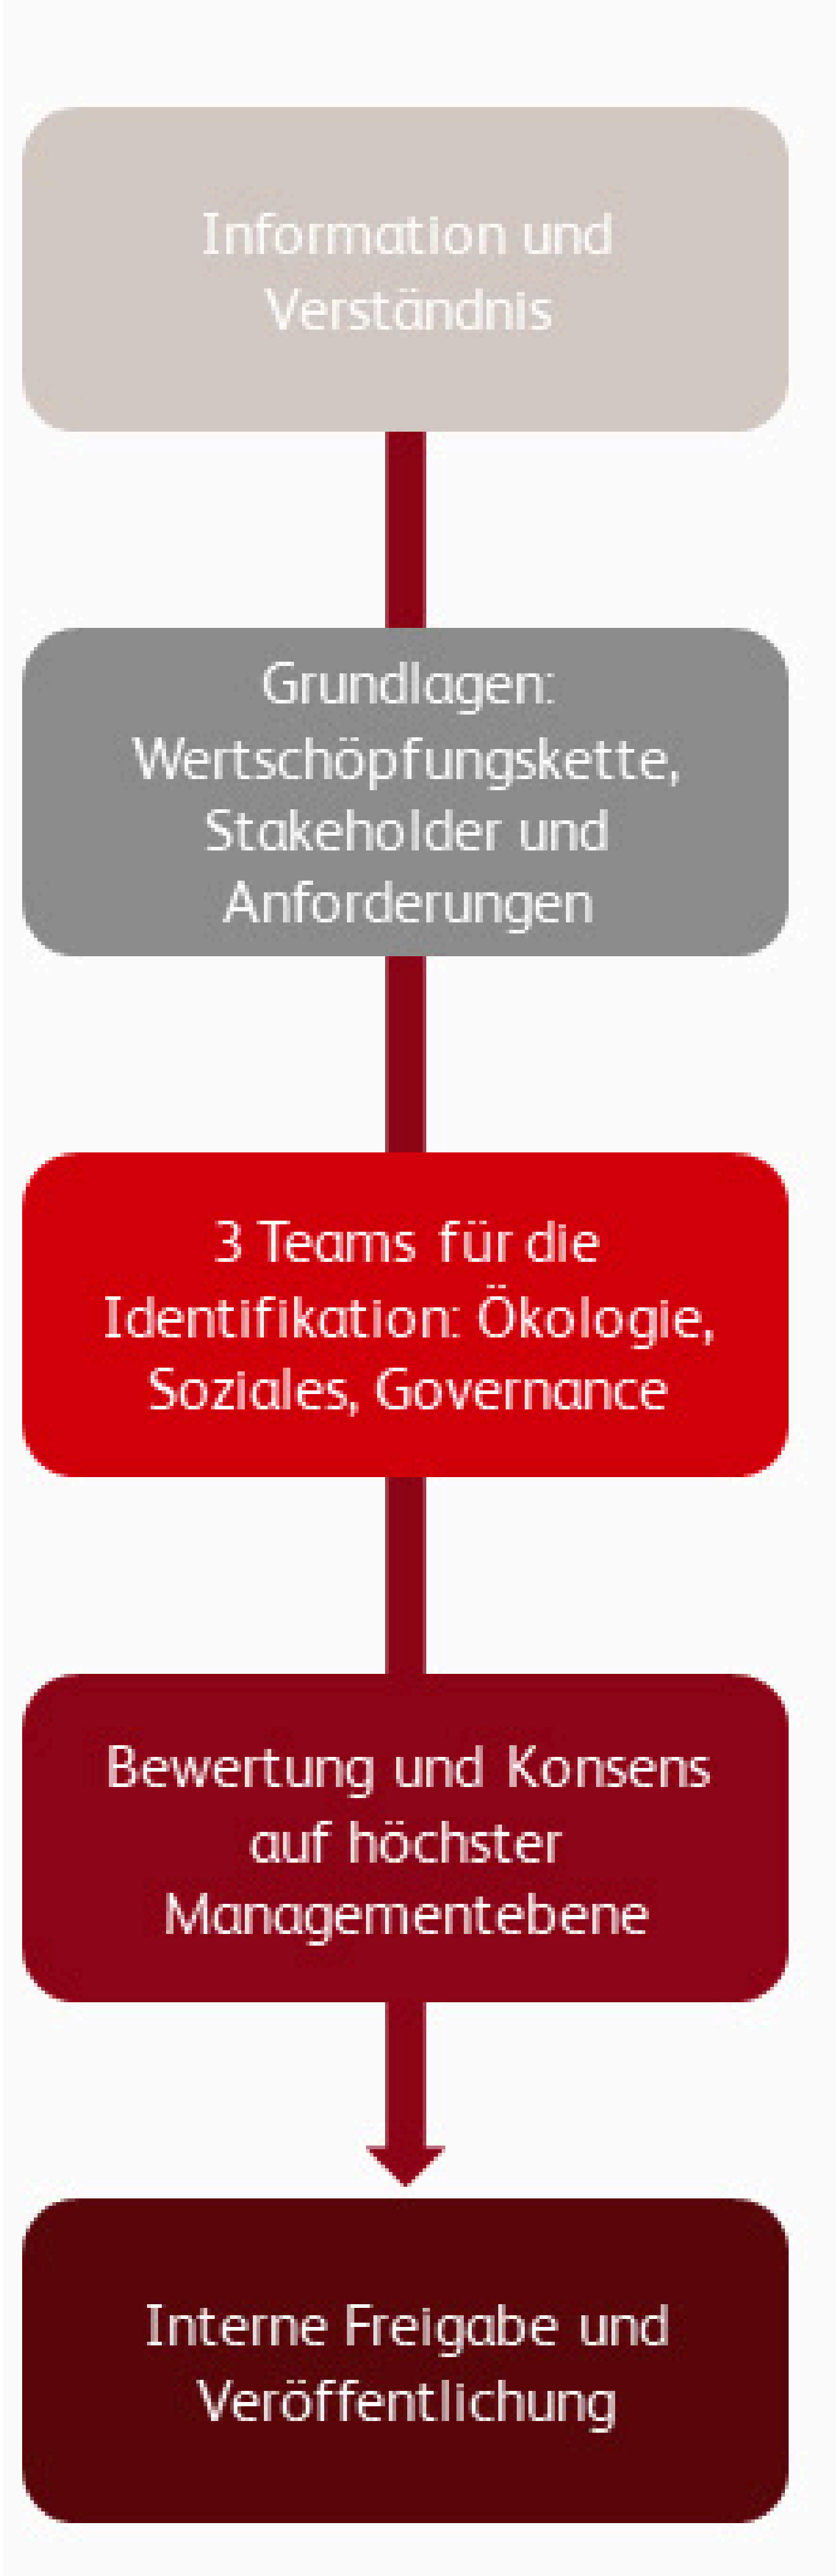 Information und
Verständnis
Grundlagen:
Wertschöpfungskette,
Stakeholder und
Anforderungen
3 Teams für die
Identifikation: Ökologie,
Soziales, Governance
Bewertung und Konsens
auf höchster
Managementebene
Interne Freigabe und
Veröffentlichung